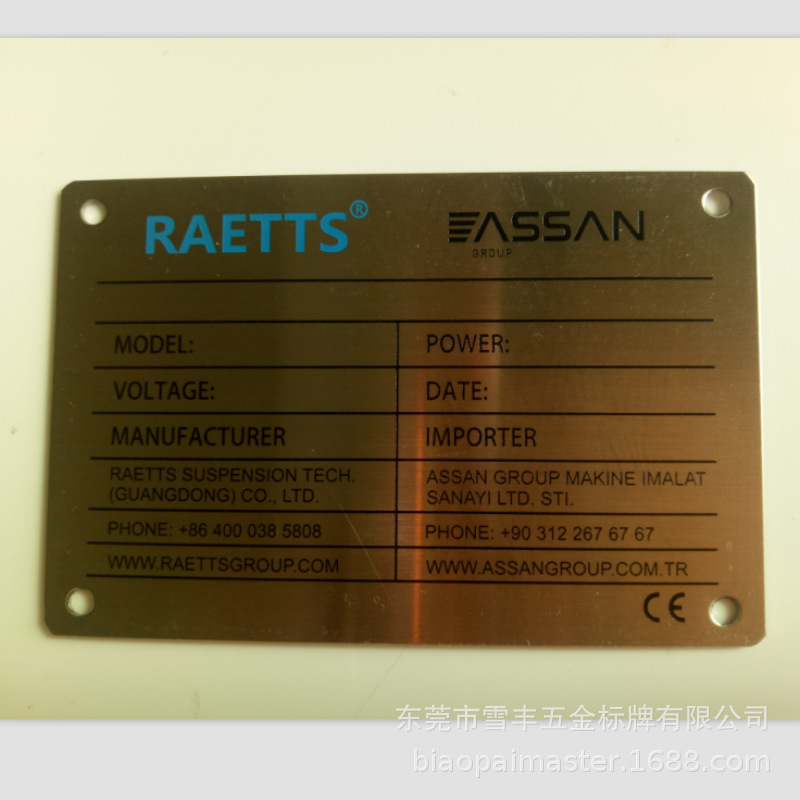 RAETTS®
ASSAN
GROUP
MODEL:
POWER:
VOLTAGE:
DATE:
MANUFACTURER
IMPORTER
RAETTS SUSPENSION TECH.
(GUANGDONG) CO., LTD.
ASSAN GROUP MAKINE IMALAT
SANAYI LTD. STI.
PHONE: +86 400 038 5808
PHONE: +90 312 267 67 67
WWW.RAETTSGROUP.COM
WWW.ASSANGROUP.COM.TR
CE
东莞市雪丰五金标牌有限公司
biaopaimaster.1688.com